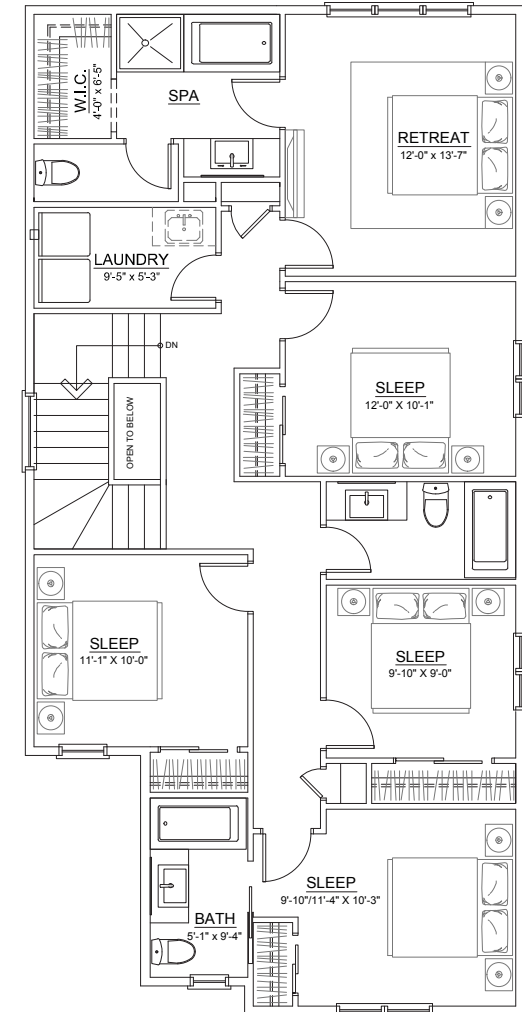 W.I.C.
4'-0" x 6'-5"
SPA
RETREAT
12'-0" x 13'-7"
LAUNDRY
9'-5" x 5'-3"
DN
OPEN TO BELOW
SLEEP
12'-0" X 10'-1"
SLEEP
11'-1" X 10'-0"
SLEEP
9'-10" X 9'-0"
SLEEP
9'-10"/11'-4" X 10'-3"
BATH
5'-1" x 9'-4"